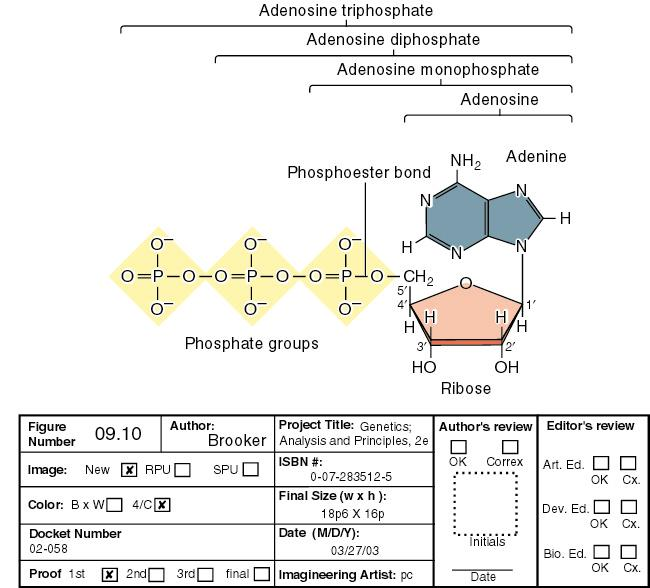 Adenosine triphosphate
Adenosine diphosphate
Adenosine monophosphate
Adenosine
Phosphoester bond
NH2
Adenine
N
N
H
H
N
N
O– O– O–
O=P–O–O=P–O–O=P–O–CH2
O– O– O–
5′
O
4′
1′
H
H
H
H
3′
2′
HO
OH
Phosphate groups
Ribose
Figure Number 09.10
Author: Brooker
Project Title: Genetics; Analysis and Principles, 2e
Author's review
Editor's review
Image: New ✘ RPU SPU
ISBN #: 0-07-283512-5
OK Correx
Art. Ed. OK Cx.
Color: B x W 4/C ✘
Final Size (w x h): 18p6 X 16p
Dev. Ed. OK Cx.
Docket Number 02-058
Date (M/D/Y): 03/27/03
Initials
Bio. Ed. OK Cx.
Proof 1st ✘ 2nd 3rd final
Imagineering Artist: pc
Date